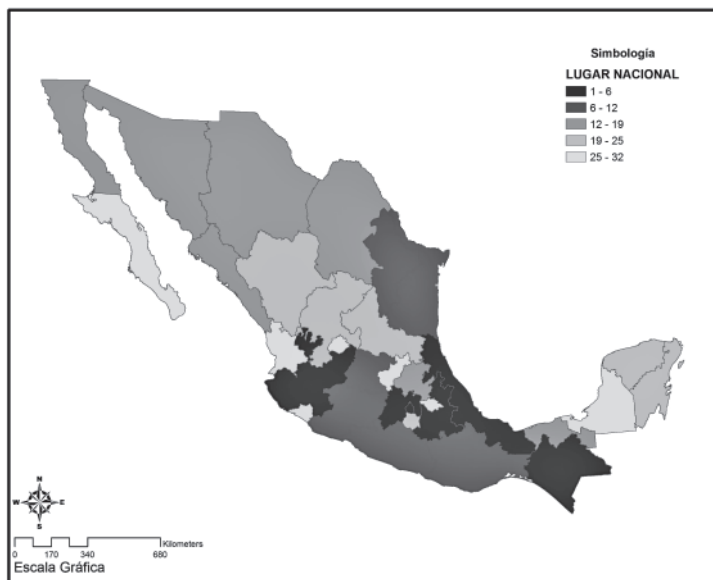 Simbología
LUGAR NACIONAL
1 - 6
6 - 12
12 - 19
19 - 25
25 - 32
N
W E
S
0 170 340 680
Kilometers
Escala Gráfica